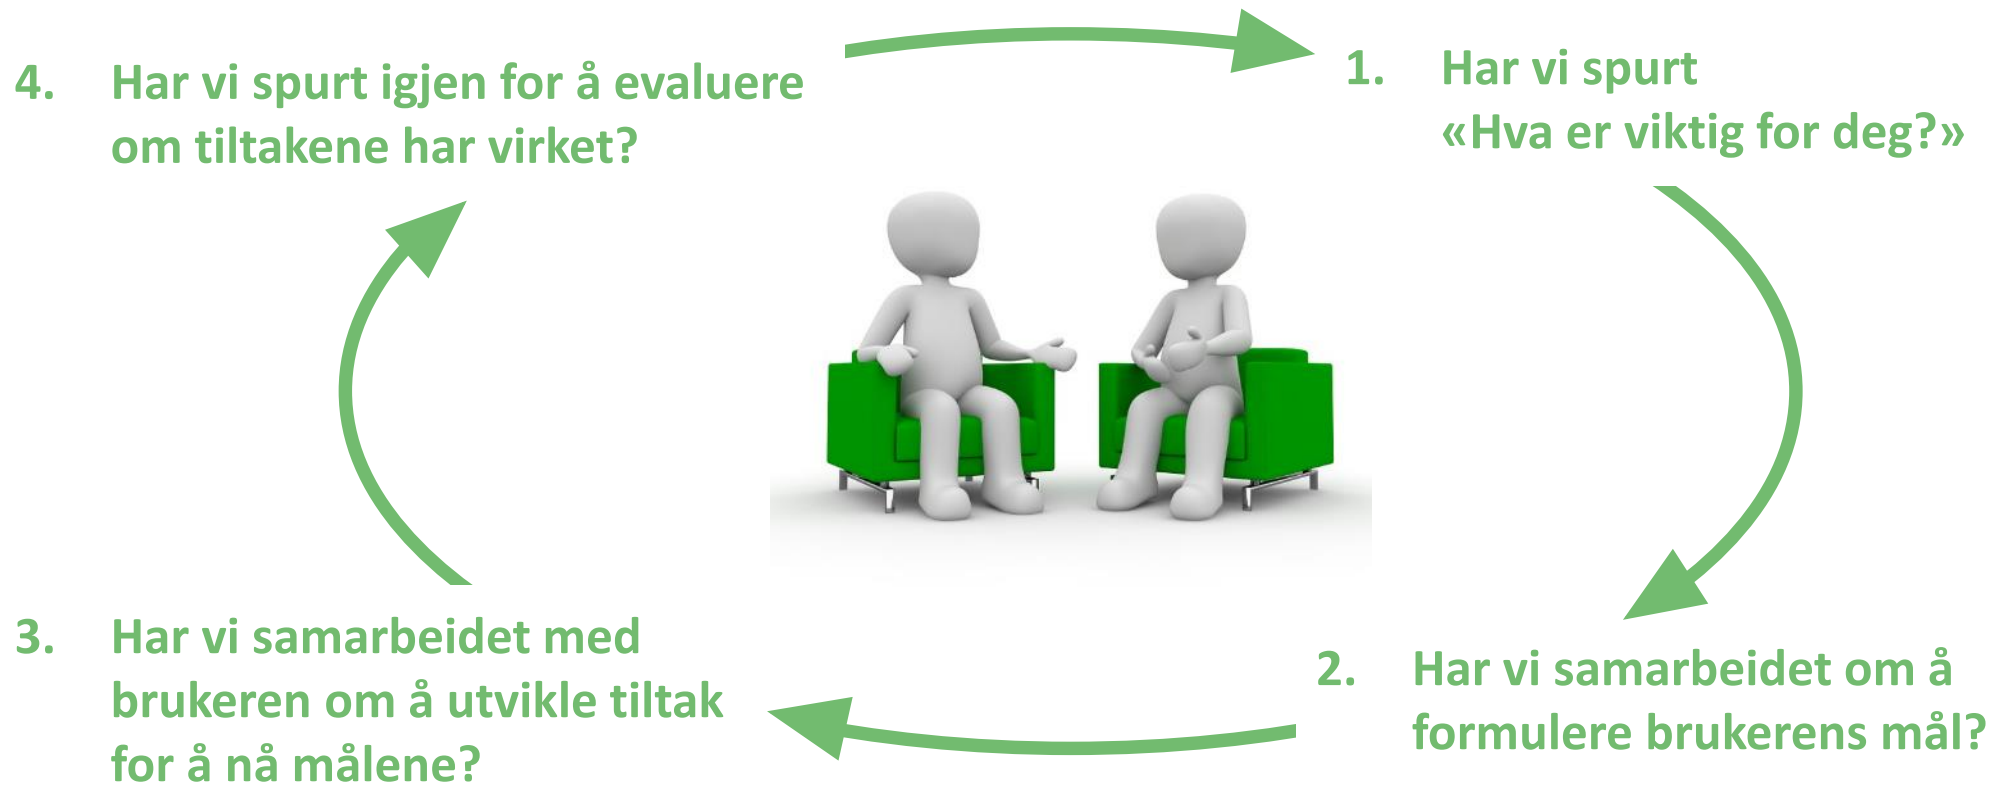 1. Har vi spurt
«Hva er viktig for deg?»
2. Har vi samarbeidet om å
formulere brukerens mål?
3. Har vi samarbeidet med
brukeren om å utvikle tiltak
for å nå målene?
4. Har vi spurt igjen for å evaluere
om tiltakene har virket?